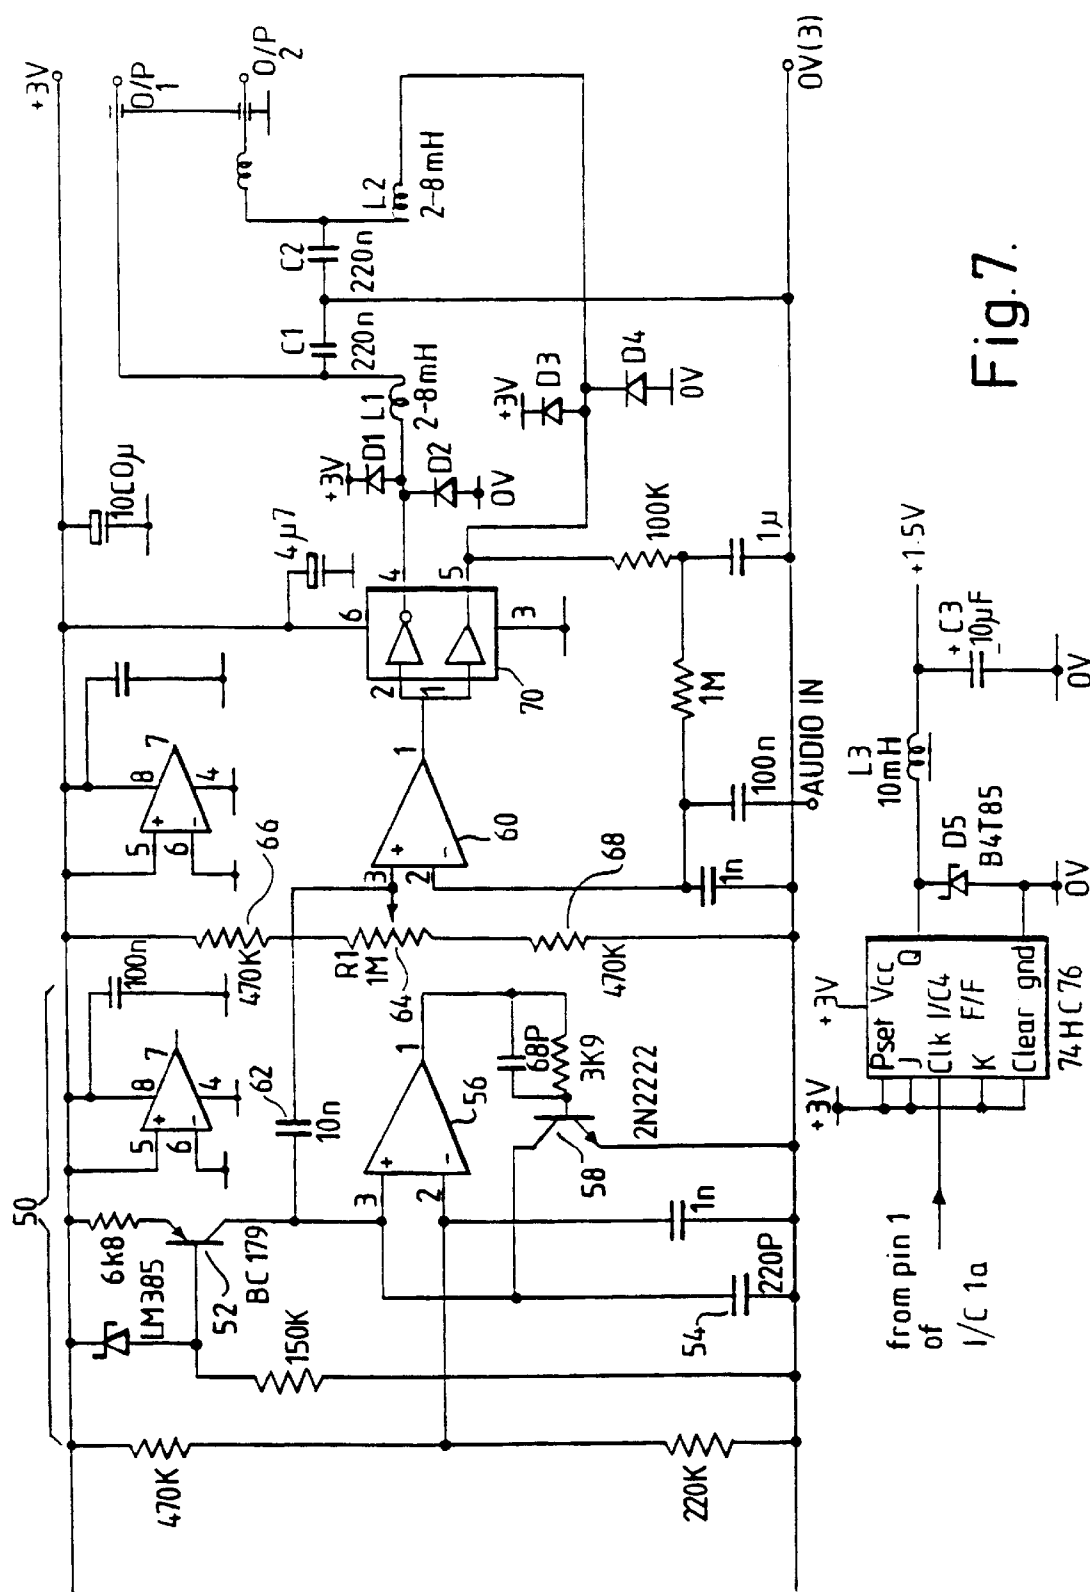 50
470K
220K
LM385
150K
6k8
52
BC179
54
220P
1n
62
10n
3
2
+
-
1
56
58
2N2222
68P
3K9
5
6
+
-
8
4
7
100n
470K
66
R1
1M
64
470K
68
5
6
+
-
8
4
7
3
2
+
-
1
60
1n
100n
AUDIO IN
1M
100K
1µ
2
1
6
4
5
3
70
4µ7
100µ
+3V
D1
D2
0V
L1
2-8mH
C1
220n
C2
220n
L2
2-8mH
+3V
D3
D4
0V
+3V
O/P
1
O/P
2
0V(3)
from pin 1
of
I/C 1a
+3V
+3V
Pset Vcc
J Q
Clk I/C4
F/F
K
Clear gnd
74HC76
D5
B4T85
0V
L3
10mH
+1·5V
+ C3
- 10µF
0V
Fig.7.